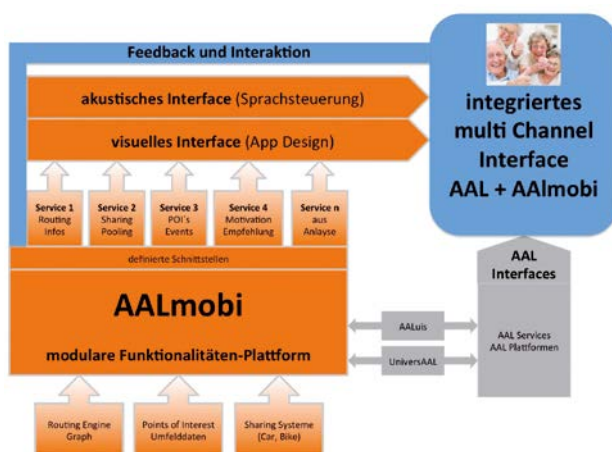 Feedback und Interaktion
akustisches Interface (Sprachsteuerung)
visuelles Interface (App Design)
integriertes
multi Channel
Interface
AAL + AAlmobi
Service 1
Routing
Infos
Service 2
Sharing
Pooling
Service 3
POI´s
Events
Service 4
Motivation
Empfehlung
Service n
aus
Anlayse
definierte Schnittstellen
AALmobi
modulare Funktionalitäten-Plattform
AAL
Interfaces
AALuis
UniversAAL
AAL Services
AAL Plattformen
Routing Engine
Graph
Points of Interest
Umfelddaten
Sharing Systeme
(Car, Bike)